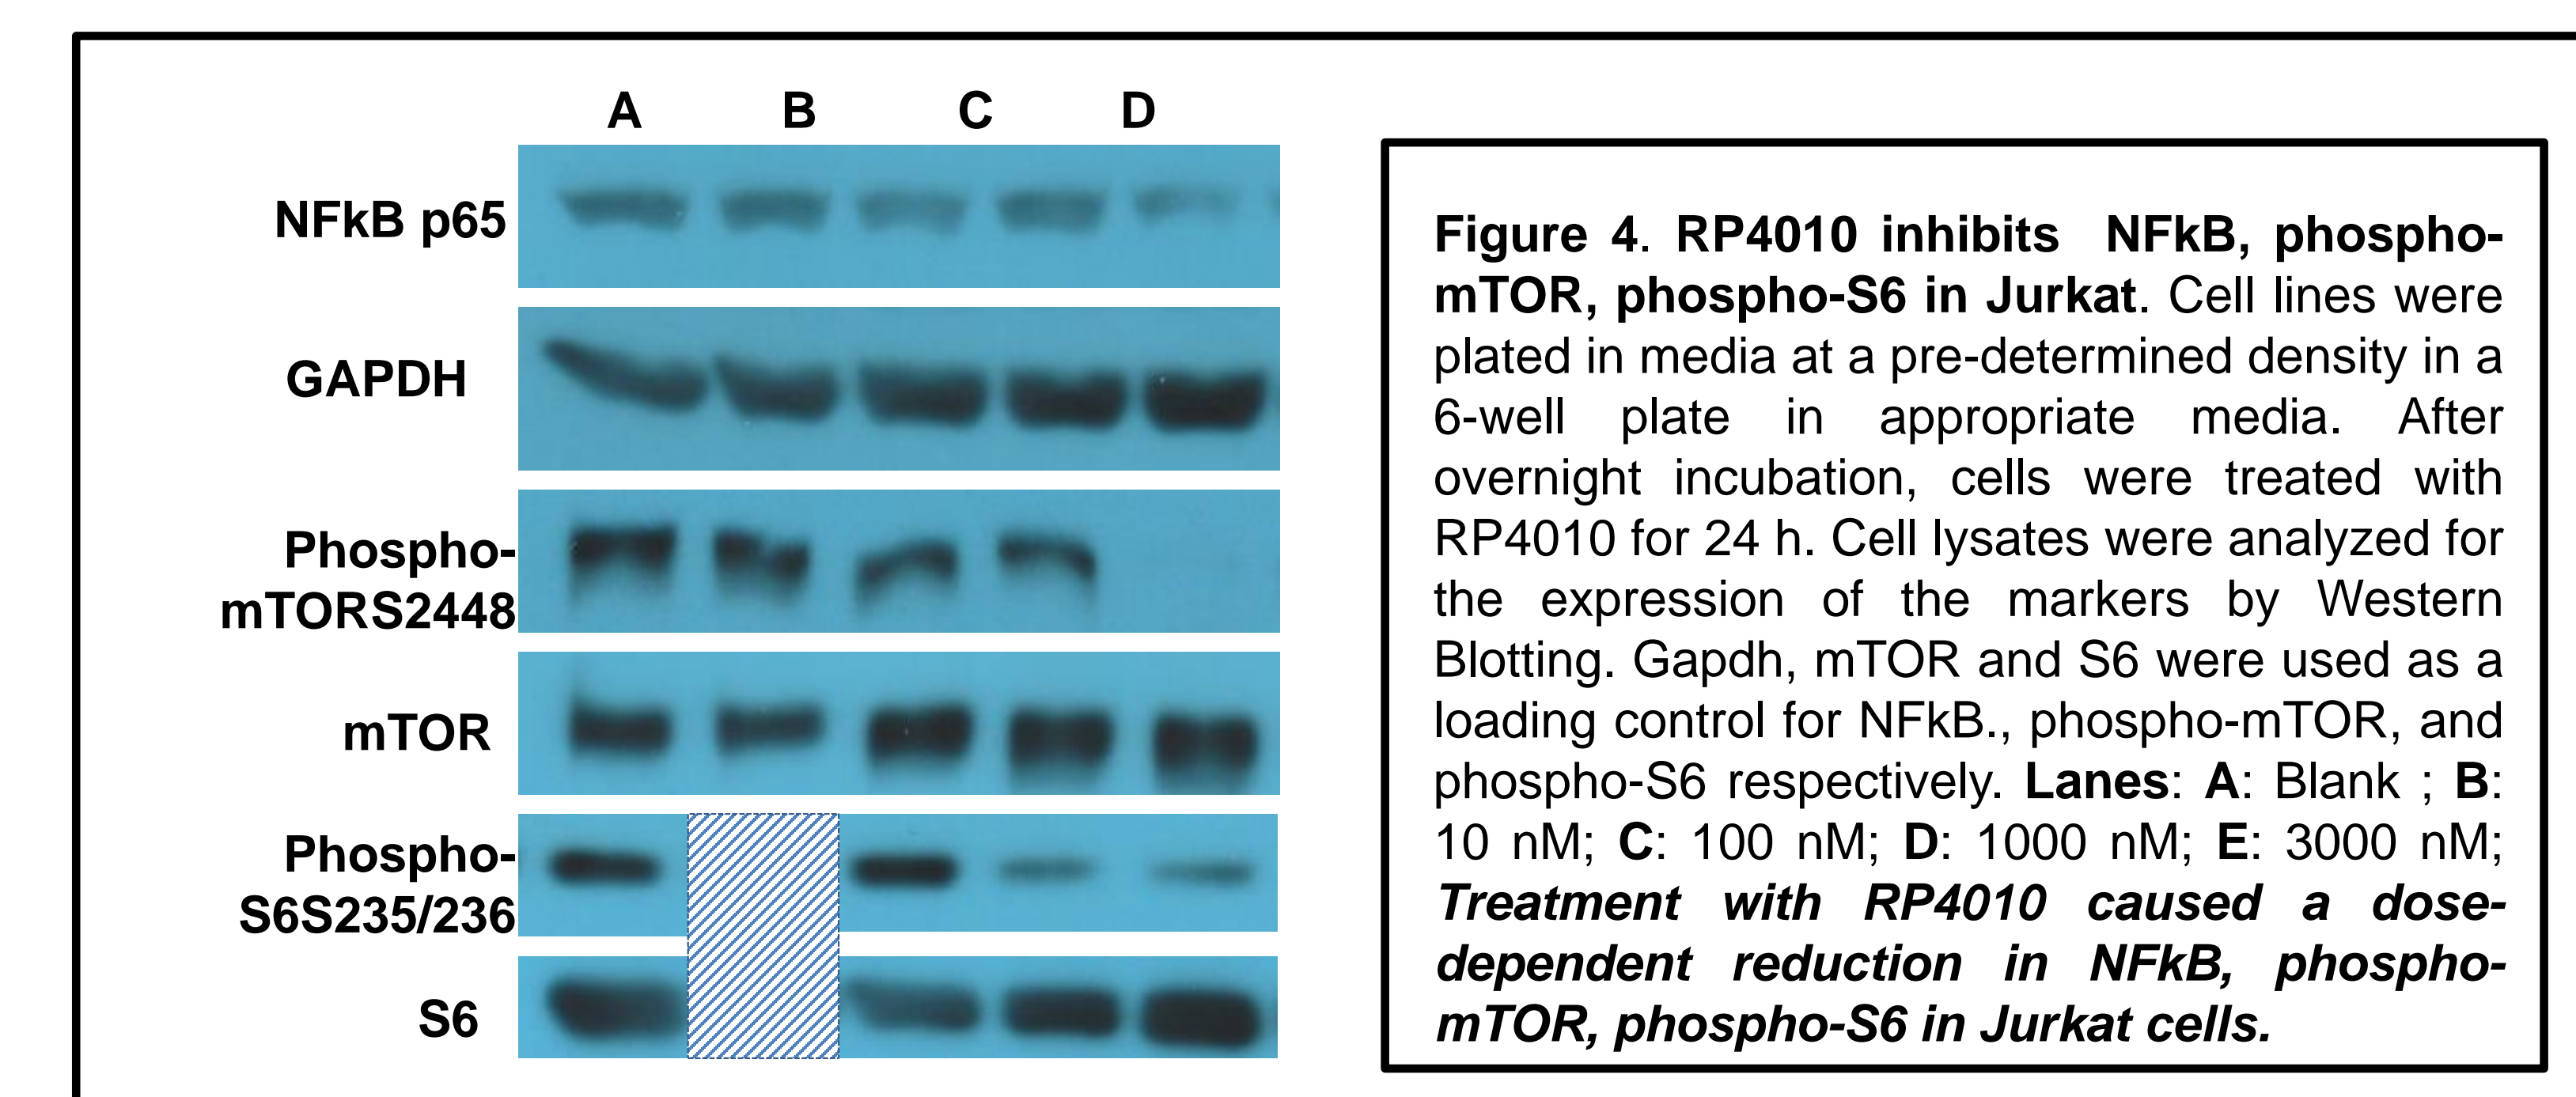 A B C D
NFkB p65
GAPDH
Phospho-
mTORS2448
mTOR
Phospho-
S6S235/236
S6
Figure 4. RP4010 inhibits NFkB, phospho-
mTOR, phospho-S6 in Jurkat. Cell lines were
plated in media at a pre-determined density in a
6-well plate in appropriate media. After
overnight incubation, cells were treated with
RP4010 for 24 h. Cell lysates were analyzed for
the expression of the markers by Western
Blotting. Gapdh, mTOR and S6 were used as a
loading control for NFkB., phospho-mTOR, and
phospho-S6 respectively. Lanes: A: Blank ; B:
10 nM; C: 100 nM; D: 1000 nM; E: 3000 nM;
Treatment with RP4010 caused a dose-
dependent reduction in NFkB, phospho-
mTOR, phospho-S6 in Jurkat cells.